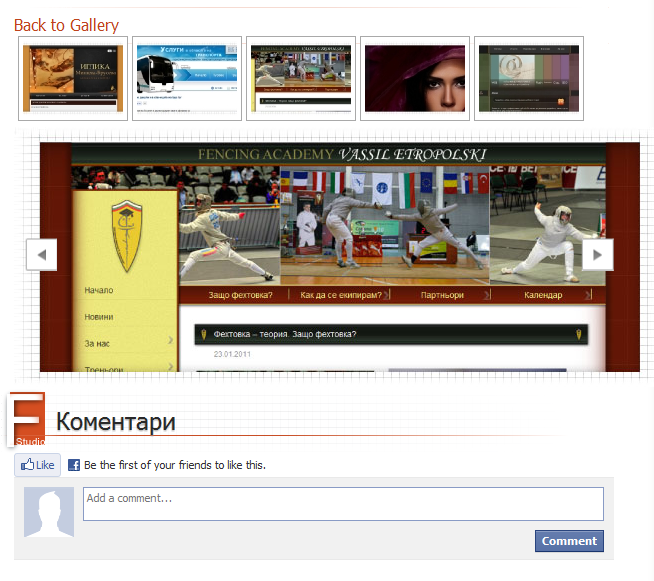 Back to Gallery
ИГЛИКА
УСЛУГИ
FENCING ACADEMY VASSIL ETROPOLSKI
Защо фехтовка?
Как да се екипирам?
Партньори
Календар
Начало
Новини
За нас
Треньори
Фехтовка – теория. Защо фехтовка?
23.01.2011
Studio
Коментари
Like
Be the first of your friends to like this.
Add a comment...
Comment